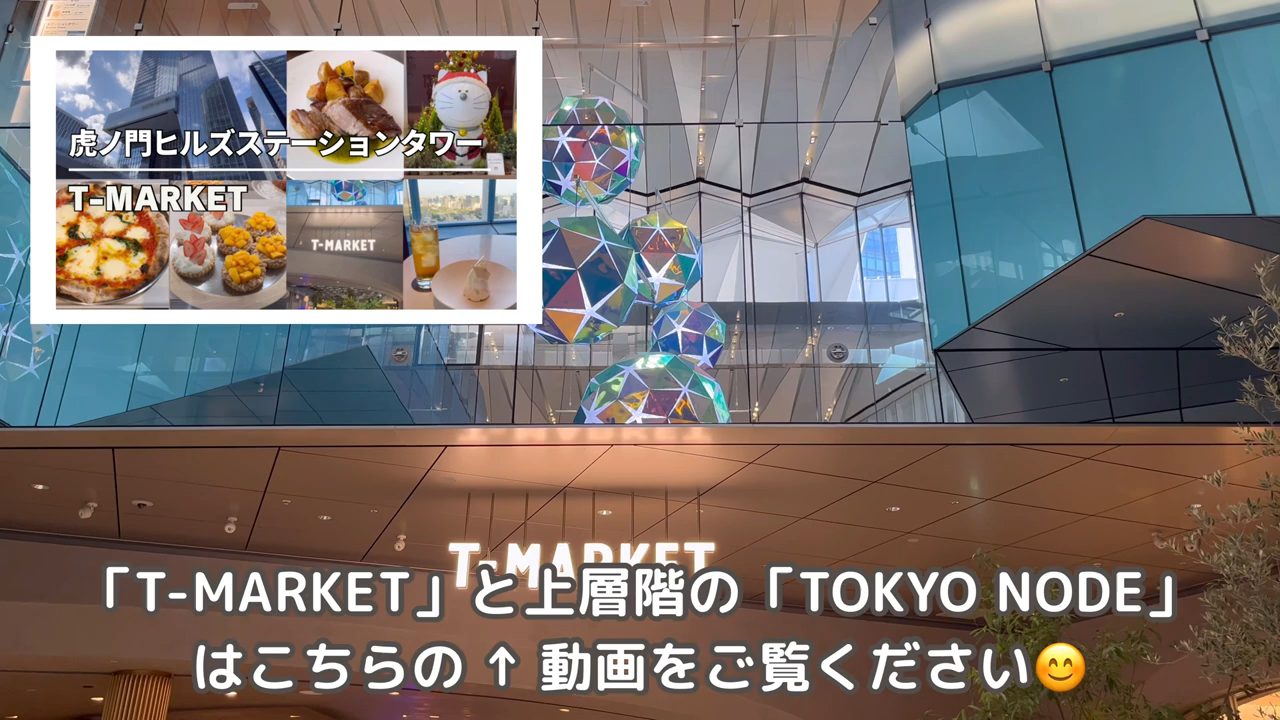 虎ノ門ヒルズステーションタワー
T-MARKET
T-MARKET
T-MARKET
「T-MARKET」と上層階の「TOKYO NODE」
はこちらの ↑ 動画をご覧ください😊